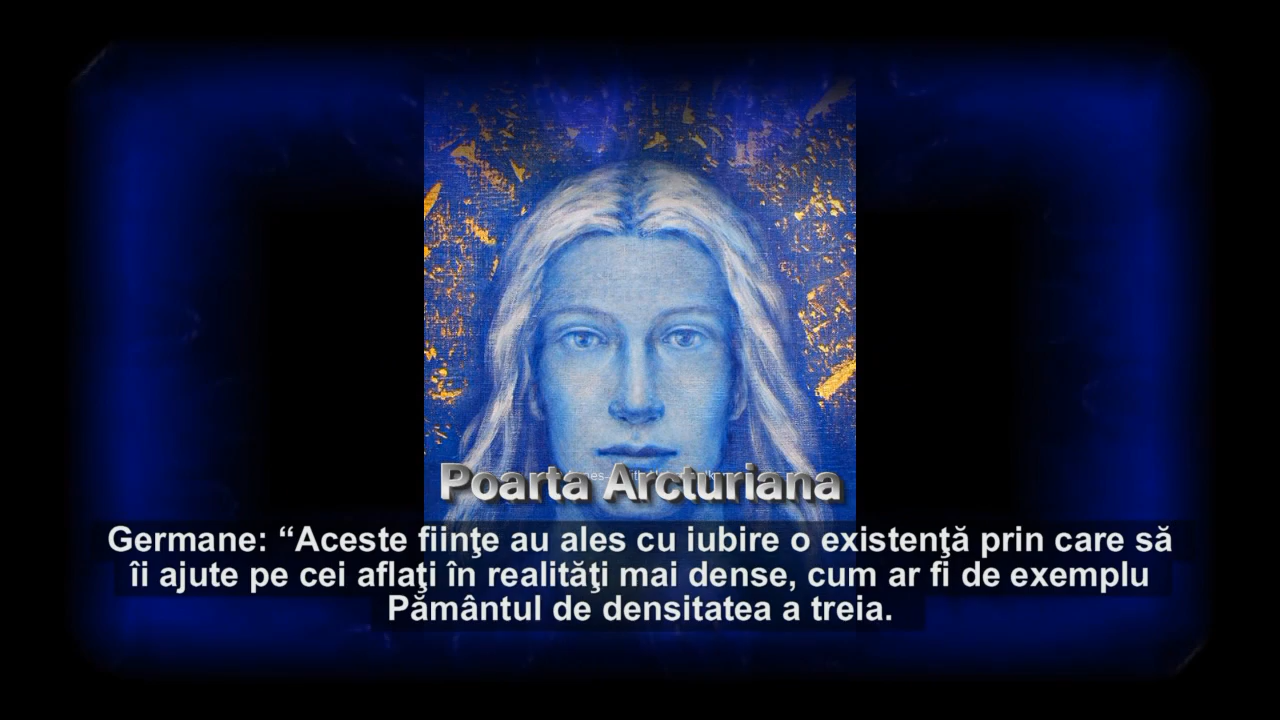 Poarta Arcturiana
Germane: “Aceste fiinţe au ales cu iubire o existenţă prin care să
îi ajute pe cei aflaţi în realităţi mai dense, cum ar fi de exemplu
Pământul de densitatea a treia.